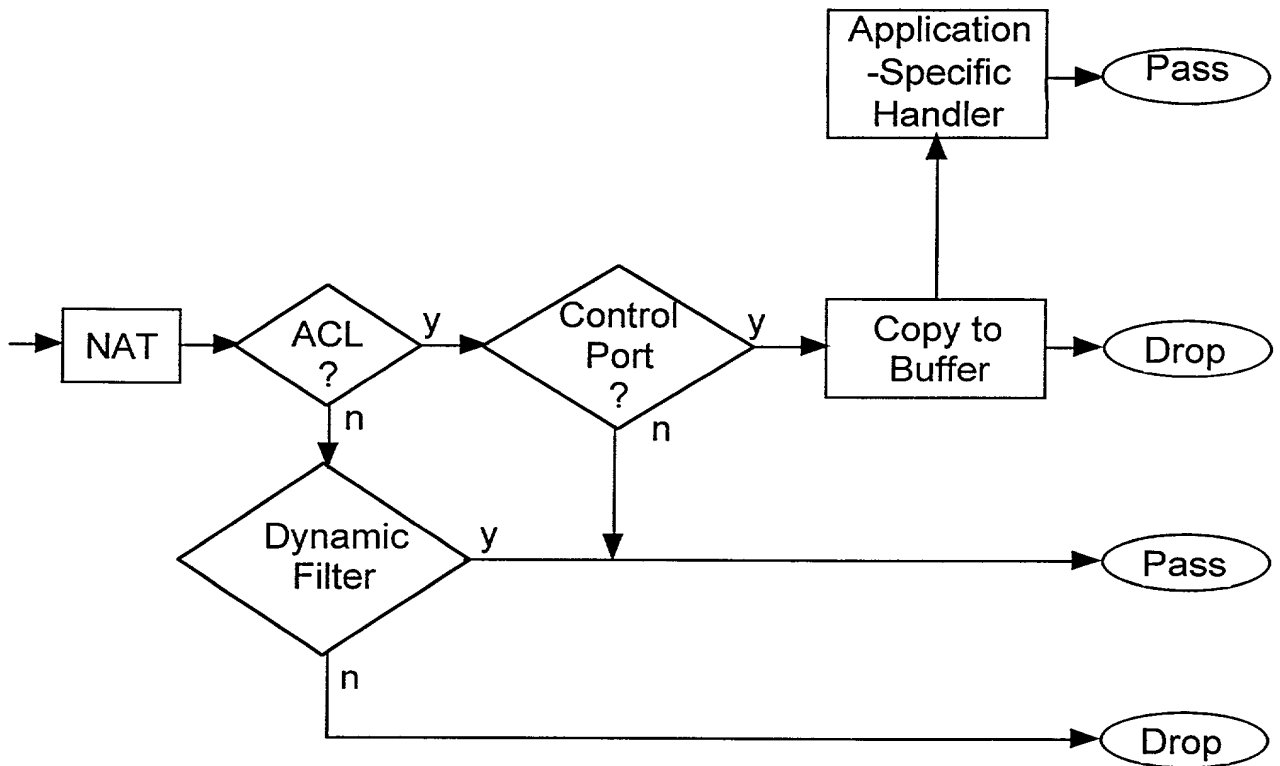 Application
-Specific
Handler
Pass
NAT
ACL
?
y
n
Control
Port
?
y
n
Copy to
Buffer
Drop
Dynamic
Filter
y
n
Pass
Drop